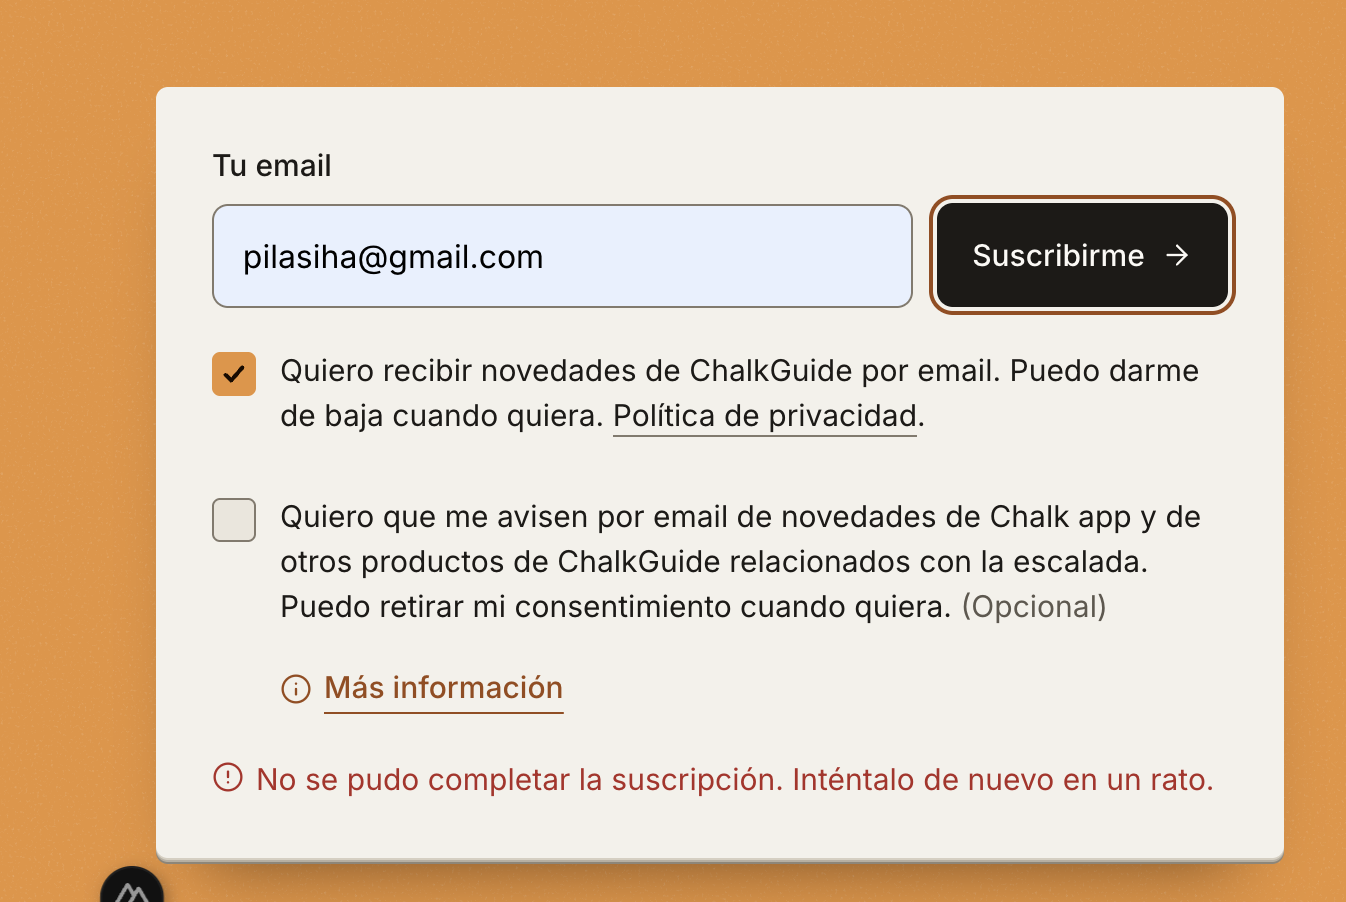 Tu email
pilasiha@gmail.com
Suscribirme →
Quiero recibir novedades de ChalkGuide por email. Puedo darme
de baja cuando quiera. Política de privacidad.
Quiero que me avisen por email de novedades de Chalk app y de
otros productos de ChalkGuide relacionados con la escalada.
Puedo retirar mi consentimiento cuando quiera. (Opcional)
Más información
No se pudo completar la suscripción. Inténtalo de nuevo en un rato.